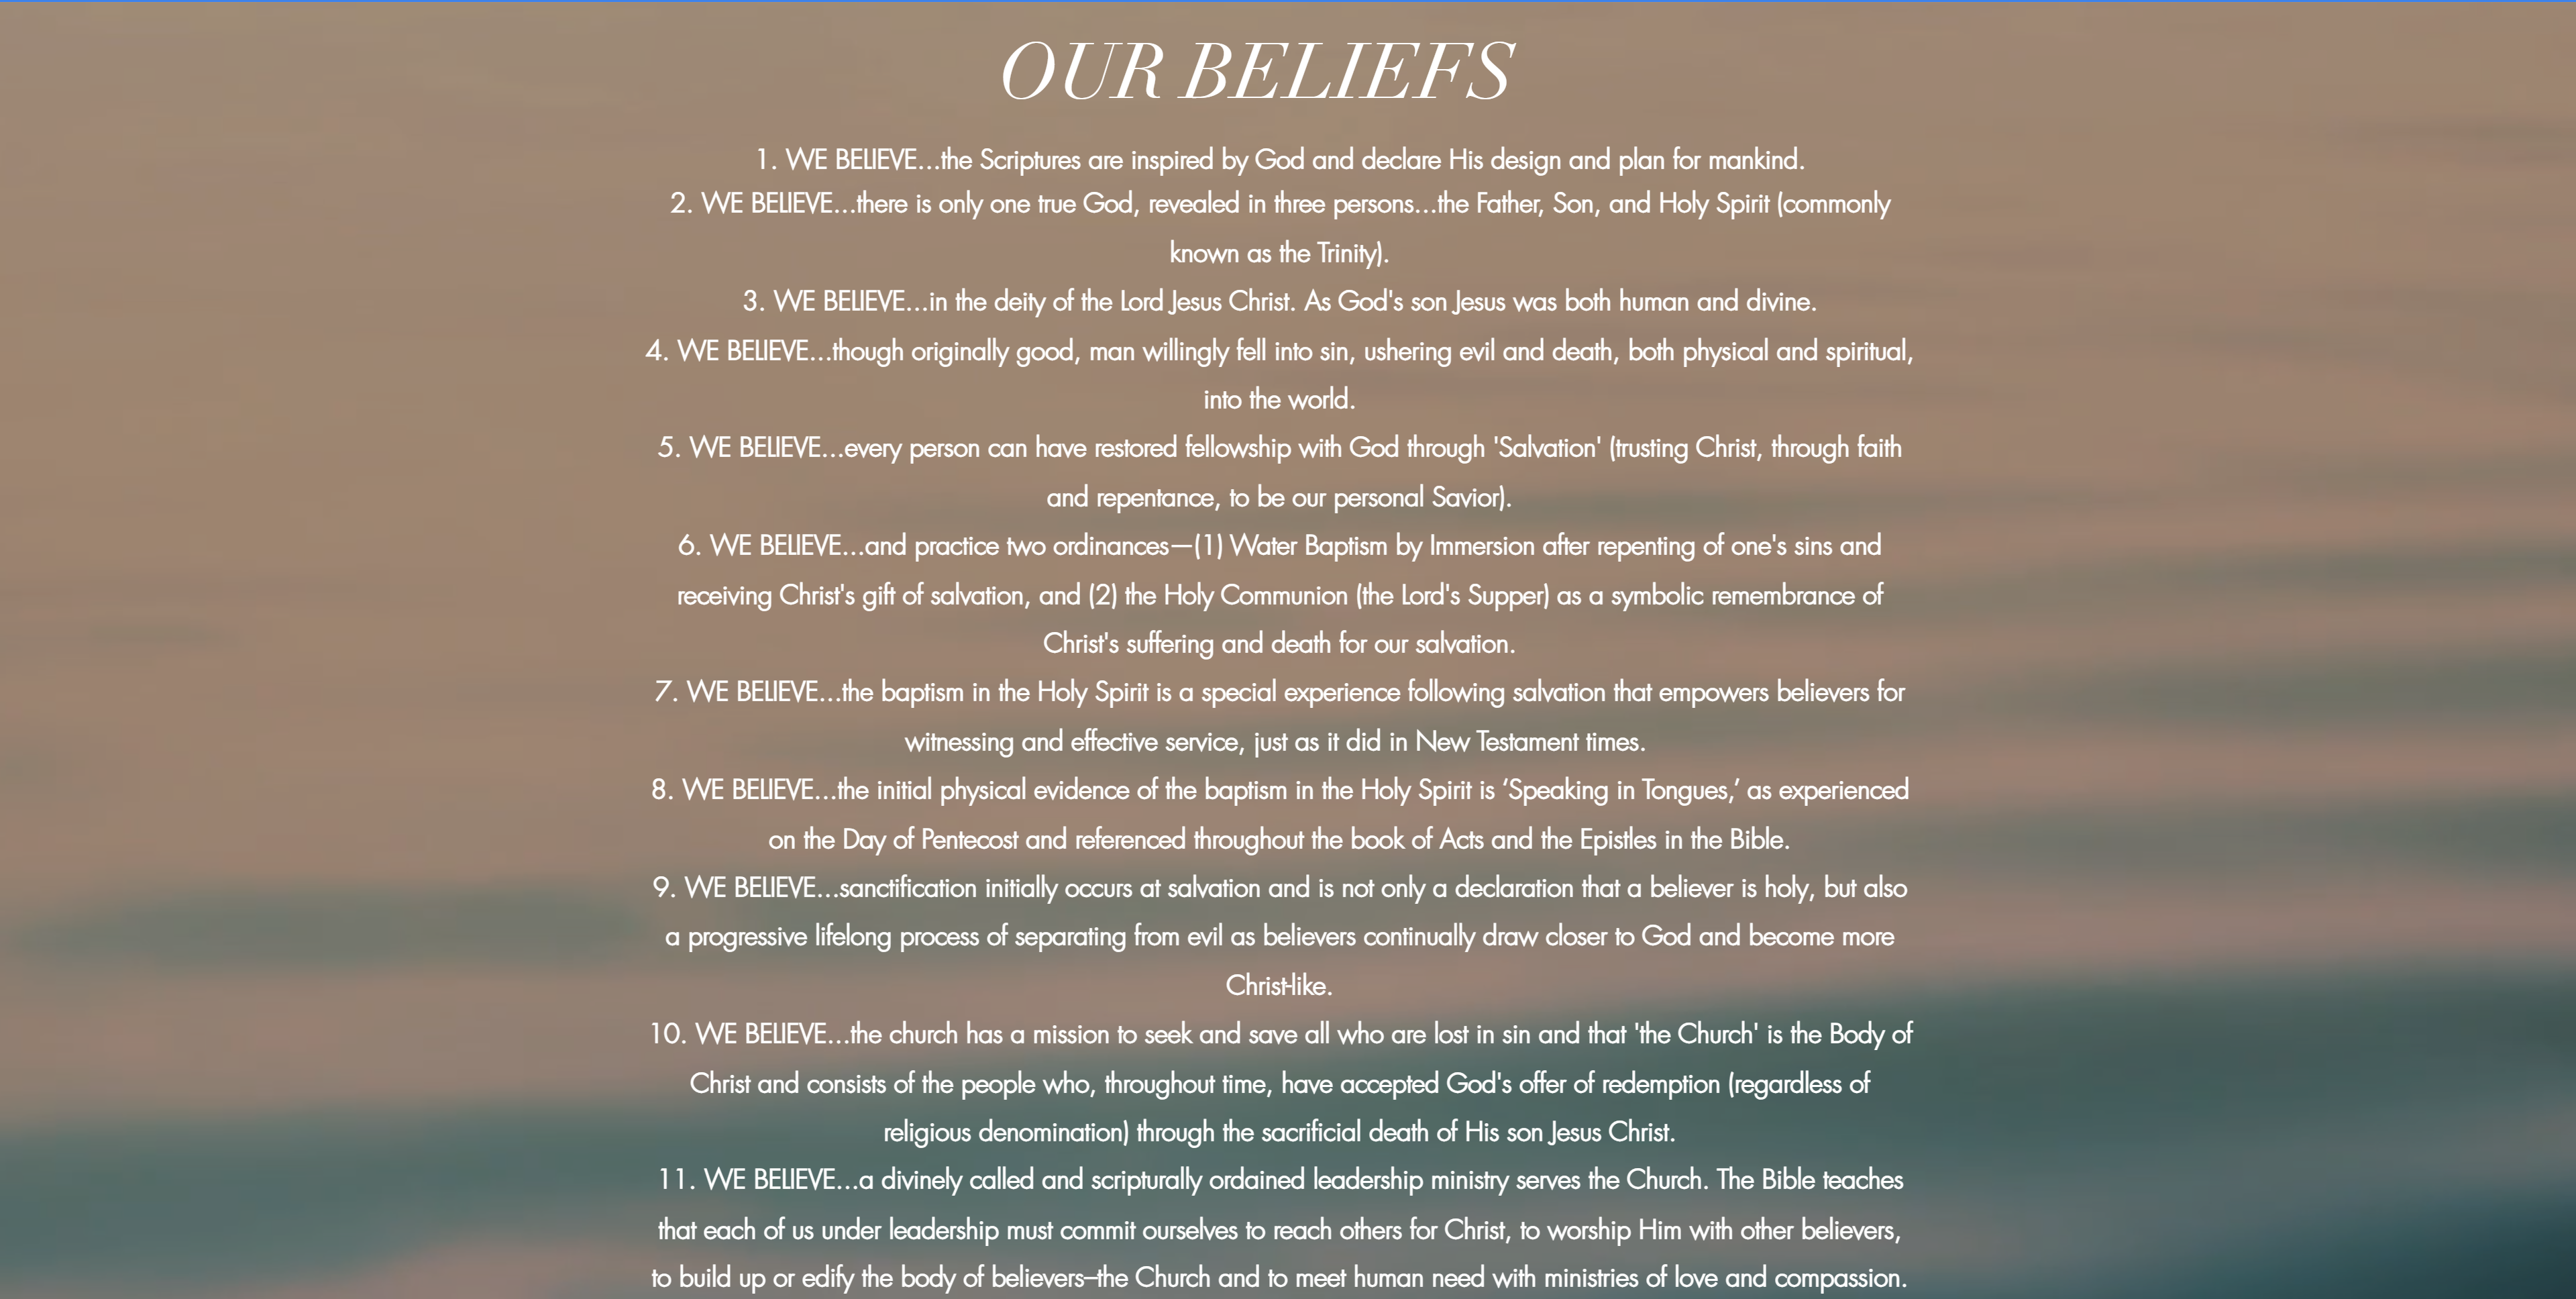 OUR BELIEFS
1. WE BELIEVE...the Scriptures are inspired by God and declare His design and plan for mankind.
2. WE BELIEVE...there is only one true God, revealed in three persons...the Father, Son, and Holy Spirit (commonly
known as the Trinity).
3. WE BELIEVE...in the deity of the Lord Jesus Christ. As God's son Jesus was both human and divine.
4. WE BELIEVE...though originally good, man willingly fell into sin, ushering evil and death, both physical and spiritual,
into the world.
5. WE BELIEVE...every person can have restored fellowship with God through 'Salvation' (trusting Christ, through faith
and repentance, to be our personal Savior).
6. WE BELIEVE...and practice two ordinances—(1) Water Baptism by Immersion after repenting of one's sins and
receiving Christ's gift of salvation, and (2) the Holy Communion (the Lord's Supper) as a symbolic remembrance of
Christ's suffering and death for our salvation.
7. WE BELIEVE...the baptism in the Holy Spirit is a special experience following salvation that empowers believers for
witnessing and effective service, just as it did in New Testament times.
8. WE BELIEVE...the initial physical evidence of the baptism in the Holy Spirit is ‘Speaking in Tongues,’ as experienced
on the Day of Pentecost and referenced throughout the book of Acts and the Epistles in the Bible.
9. WE BELIEVE...sanctification initially occurs at salvation and is not only a declaration that a believer is holy, but also
a progressive lifelong process of separating from evil as believers continually draw closer to God and become more
Christ-like.
10. WE BELIEVE...the church has a mission to seek and save all who are lost in sin and that 'the Church' is the Body of
Christ and consists of the people who, throughout time, have accepted God's offer of redemption (regardless of
religious denomination) through the sacrificial death of His son Jesus Christ.
11. WE BELIEVE...a divinely called and scripturally ordained leadership ministry serves the Church. The Bible teaches
that each of us under leadership must commit ourselves to reach others for Christ, to worship Him with other believers,
to build up or edify the body of believers–the Church and to meet human need with ministries of love and compassion.